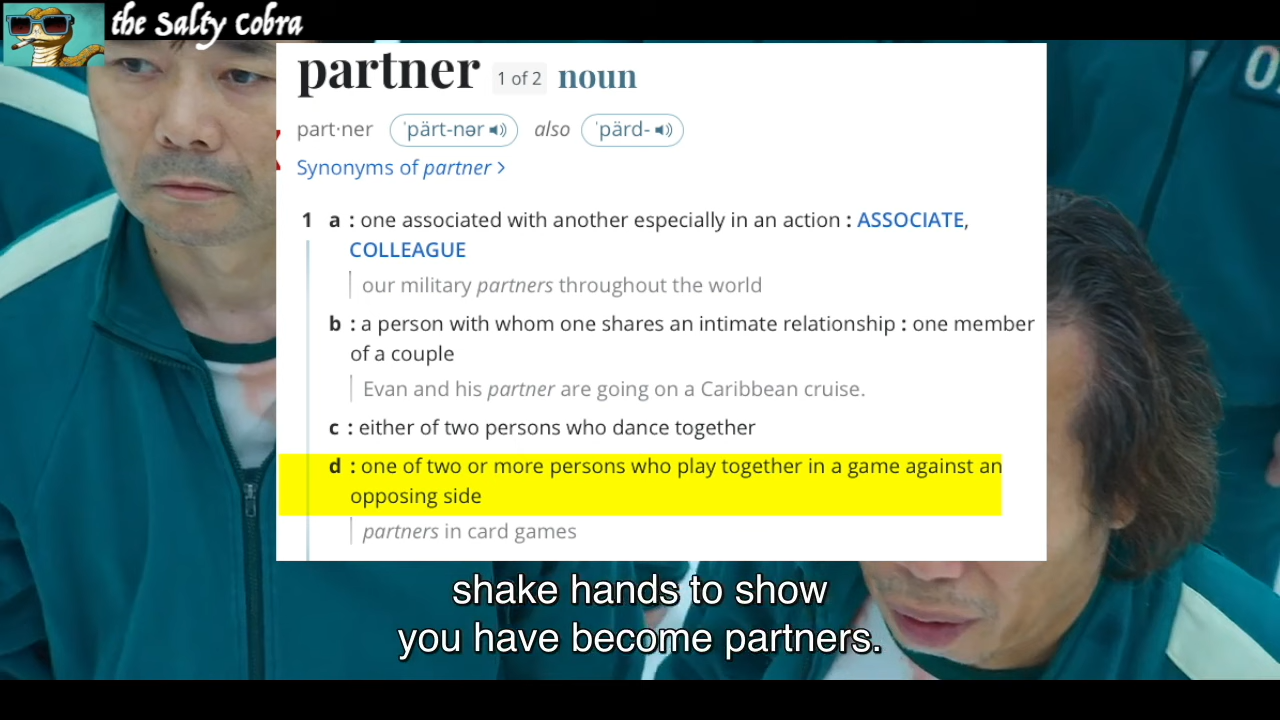 the Salty Cobra
partner 1 of 2 noun
part·ner ˈpärt-nər also ˈpärd-
Synonyms of partner >
1 a : one associated with another especially in an action : ASSOCIATE,
COLLEAGUE
our military partners throughout the world
b : a person with whom one shares an intimate relationship : one member
of a couple
Evan and his partner are going on a Caribbean cruise.
c : either of two persons who dance together
d : one of two or more persons who play together in a game against an
opposing side
partners in card games
shake hands to show
you have become partners.